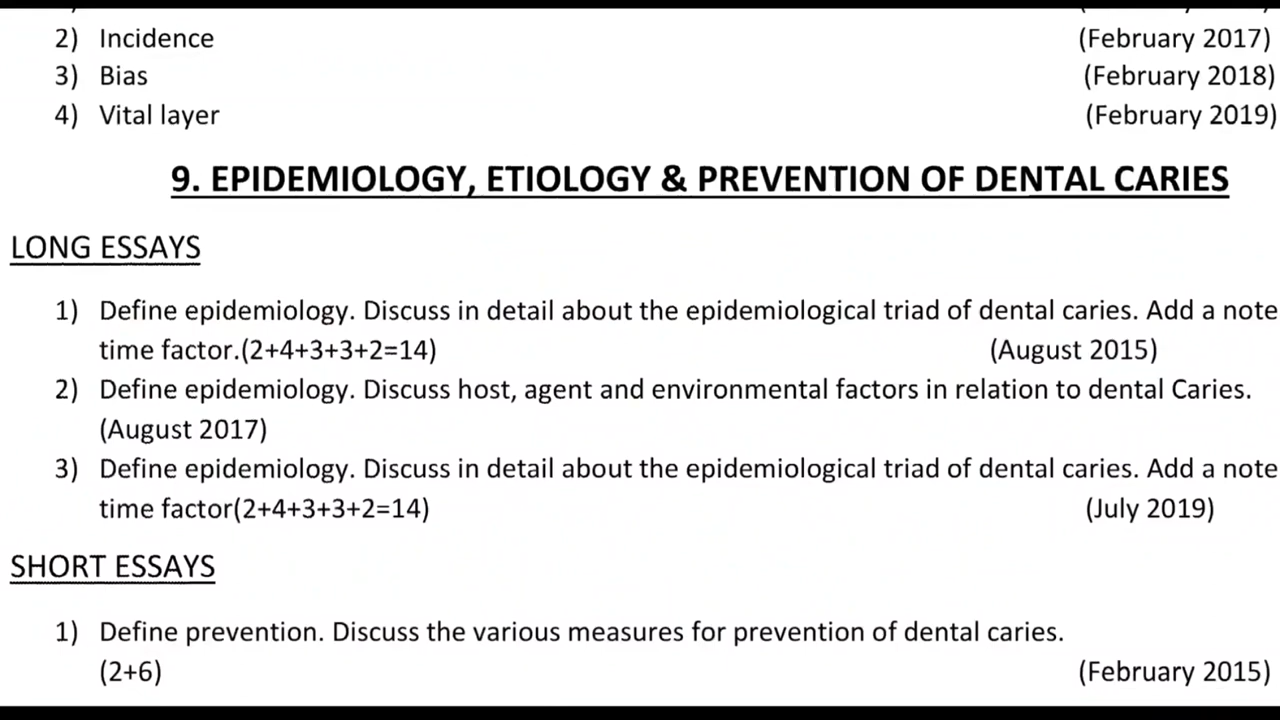 2) Incidence (February 2017)
3) Bias (February 2018)
4) Vital layer (February 2019)
9. EPIDEMIOLOGY, ETIOLOGY & PREVENTION OF DENTAL CARIES
LONG ESSAYS
1) Define epidemiology. Discuss in detail about the epidemiological triad of dental caries. Add a note
time factor.(2+4+3+3+2=14) (August 2015)
2) Define epidemiology. Discuss host, agent and environmental factors in relation to dental Caries.
(August 2017)
3) Define epidemiology. Discuss in detail about the epidemiological triad of dental caries. Add a note
time factor(2+4+3+3+2=14) (July 2019)
SHORT ESSAYS
1) Define prevention. Discuss the various measures for prevention of dental caries.
(2+6) (February 2015)